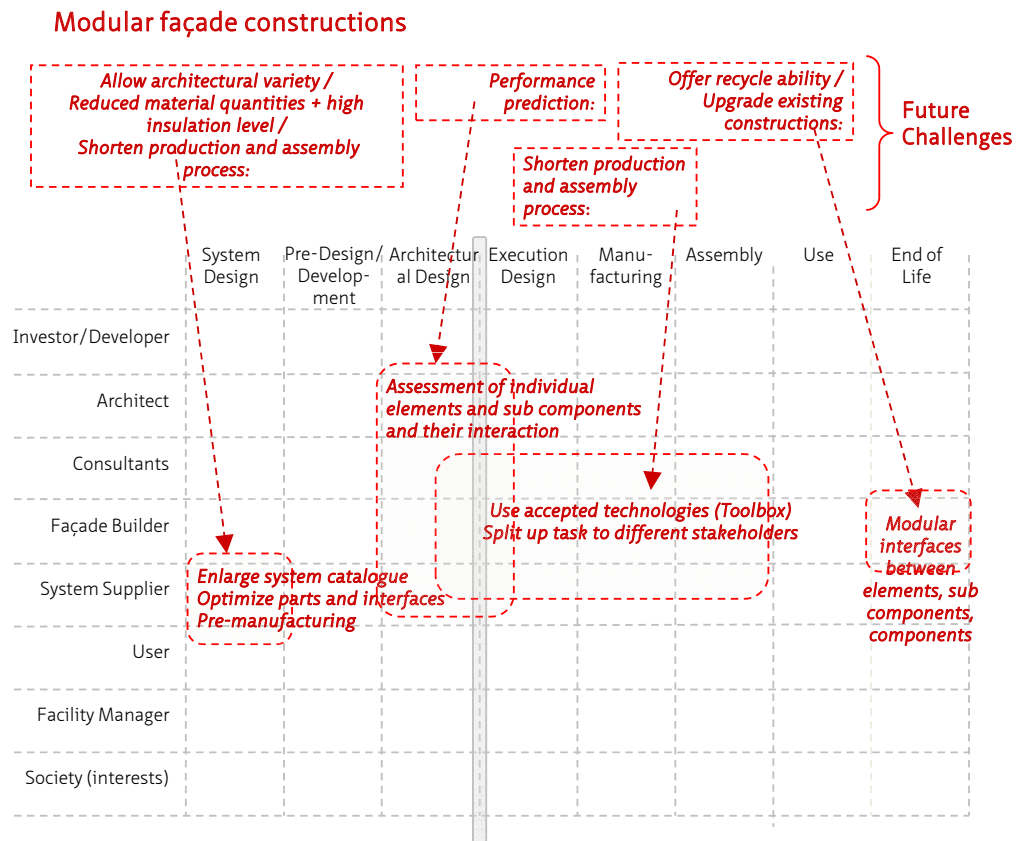 Modular façade constructions
Allow architectural variety /
Reduced material quantities + high
insulation level /
Shorten production and assembly
process:
Performance
prediction:
Offer recycle ability /
Upgrade existing
constructions:
Future
Challenges
Shorten production
and assembly
process:
System
Design
Pre-Design/
Develop-
ment
Architectur
al Design
Execution
Design
Manu-
facturing
Assembly
Use
End of
Life
Investor/Developer
Architect
Consultants
Façade Builder
System Supplier
User
Facility Manager
Society (interests)
Assessment of individual
elements and sub components
and their interaction
Use accepted technologies (Toolbox)
Split up task to different stakeholders
Modular
interfaces
between
elements, sub
components,
components
Enlarge system catalogue
Optimize parts and interfaces
Pre-manufacturing